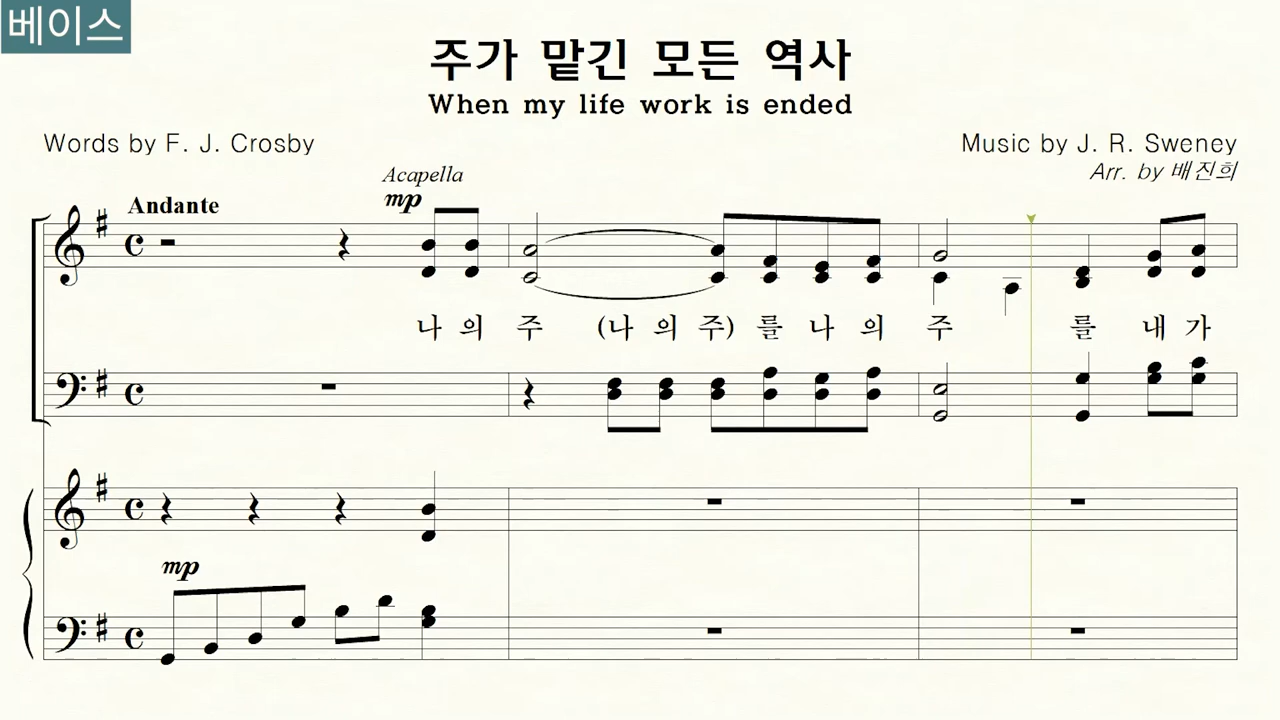 베이스
주가 맡긴 모든 역사
When my life work is ended
Words by F. J. Crosby
Music by J. R. Sweney
Arr. by 배진희
Acapella
mp
Andante
나 의 주 (나 의 주) 를 나 의 주 를 내 가
mp